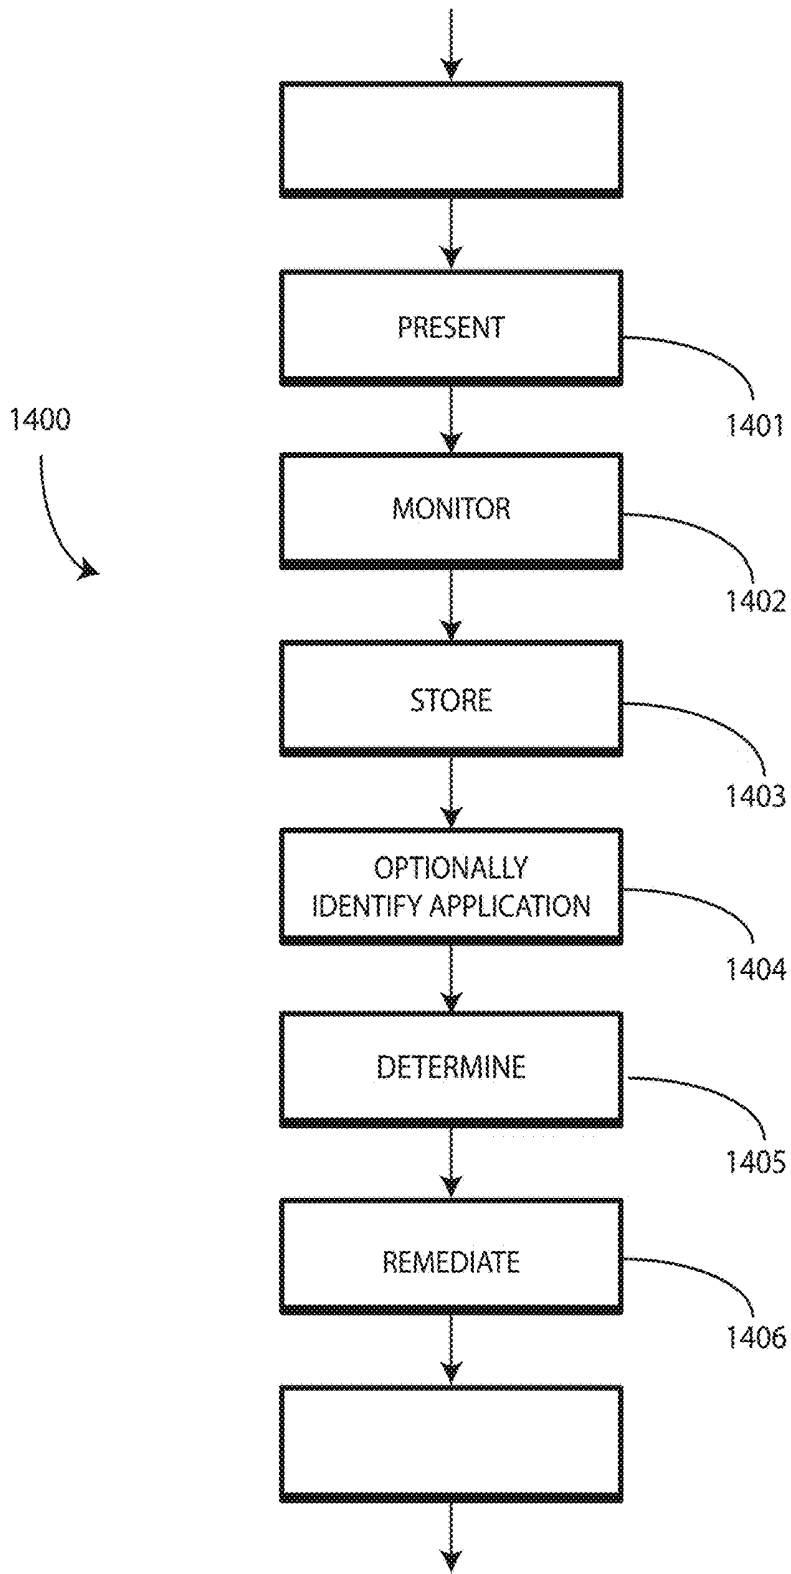 PRESENT
1401
1400
MONITOR
1402
STORE
1403
OPTIONALLY
IDENTIFY APPLICATION
1404
DETERMINE
1405
REMEDIATE
1406